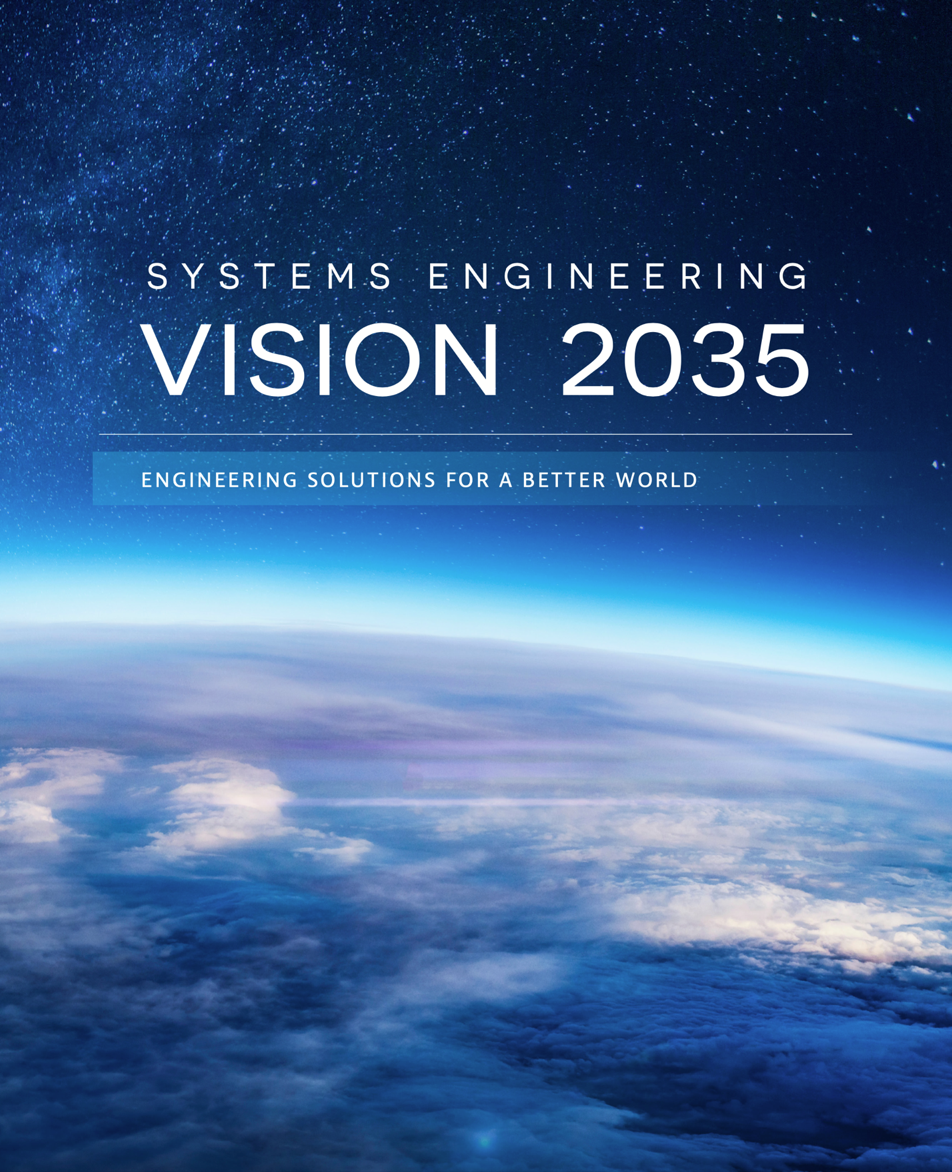 SYSTEMS ENGINEERING
VISION 2035
ENGINEERING SOLUTIONS FOR A BETTER WORLD